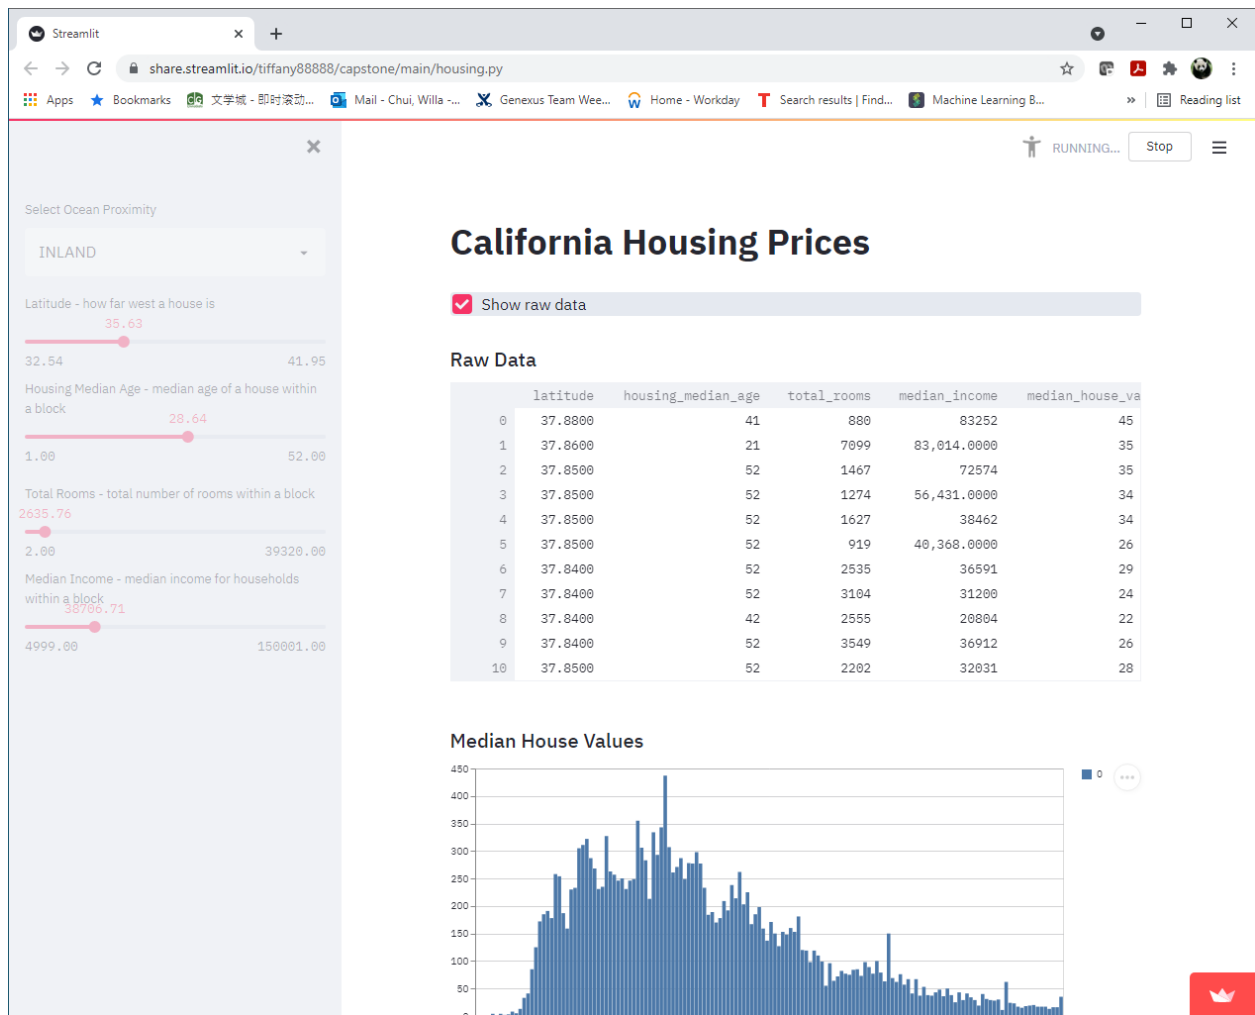 Streamlit
share.streamlit.io/tiffany88888/capstone/main/housing.py
Apps Bookmarks 文学城 - 即时滚动... Mail - Chui, Willa -... Genexus Team Wee... Home - Workday Search results | Find... Machine Learning B... » Reading list
RUNNING... Stop
Select Ocean Proximity
INLAND
Latitude - how far west a house is
35.63
32.54 41.95
Housing Median Age - median age of a house within
a block
28.64
1.00 52.00
Total Rooms - total number of rooms within a block
2635.76
2.00 39320.00
Median Income - median income for households
within a block
38706.71
4999.00 150001.00
California Housing Prices
Show raw data
Raw Data
latitude housing_median_age total_rooms median_income median_house_va
0 37.8800 41 880 83252 45
1 37.8600 21 7099 83,014.0000 35
2 37.8500 52 1467 72574 35
3 37.8500 52 1274 56,431.0000 34
4 37.8500 52 1627 38462 34
5 37.8500 52 919 40,368.0000 26
6 37.8400 52 2535 36591 29
7 37.8400 52 3104 31200 24
8 37.8400 42 2555 20804 22
9 37.8400 52 3549 36912 26
10 37.8500 52 2202 32031 28
Median House Values
450
400
350
300
250
200
150
100
50
0
0